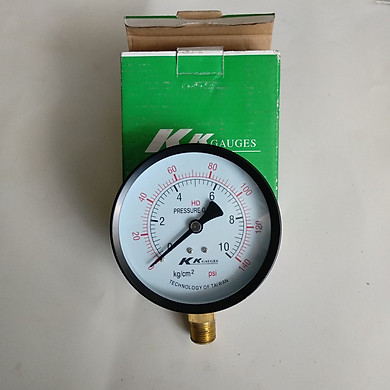 KK GAUGES
60 80
40 100
20 120
0 140
4 6
2 8
0 10
HD
PRESSURE
KK GAUGES
kg/cm² psi
TECHNOLOGY OF TAIWAN